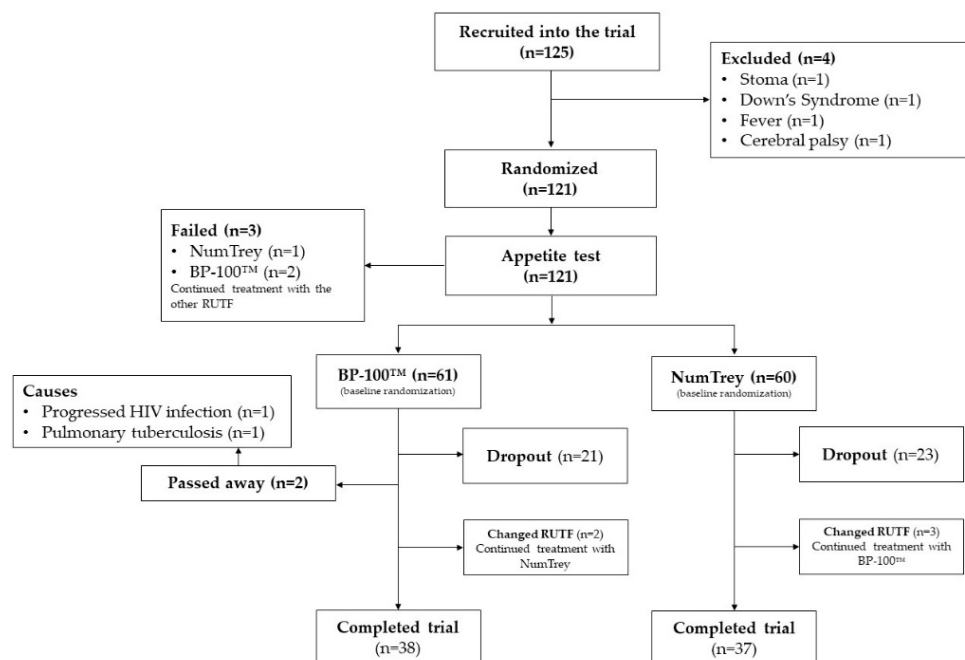 Recruited into the trial
(n=125)
Excluded (n=4)
• Stoma (n=1)
• Down's Syndrome (n=1)
• Fever (n=1)
• Cerebral palsy (n=1)
Randomized
(n=121)
Failed (n=3)
• NumTrey (n=1)
• BP-100™ (n=2)
Continued treatment with the
other RUTF
Appetite test
(n=121)
BP-100™ (n=61)
(baseline randomization)
NumTrey (n=60)
(baseline randomization)
Causes
• Progressed HIV infection (n=1)
• Pulmonary tuberculosis (n=1)
Dropout (n=21)
Dropout (n=23)
Passed away (n=2)
Changed RUTF (n=2)
Continued treatment with
NumTrey
Changed RUTF (n=3)
Continued treatment with
BP-100™
Completed trial
(n=38)
Completed trial
(n=37)